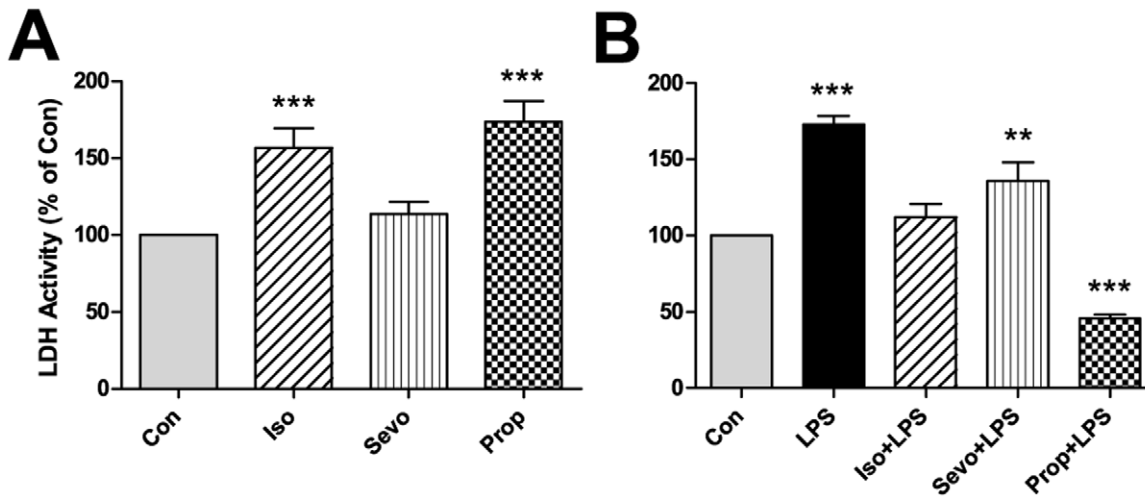 A
LDH Activity (% of Con)
200
150
100
50
0
***
***
Con
Iso
Sevo
Prop
B
200
150
100
50
0
***
**
***
Con
LPS
Iso+LPS
Sevo+LPS
Prop+LPS